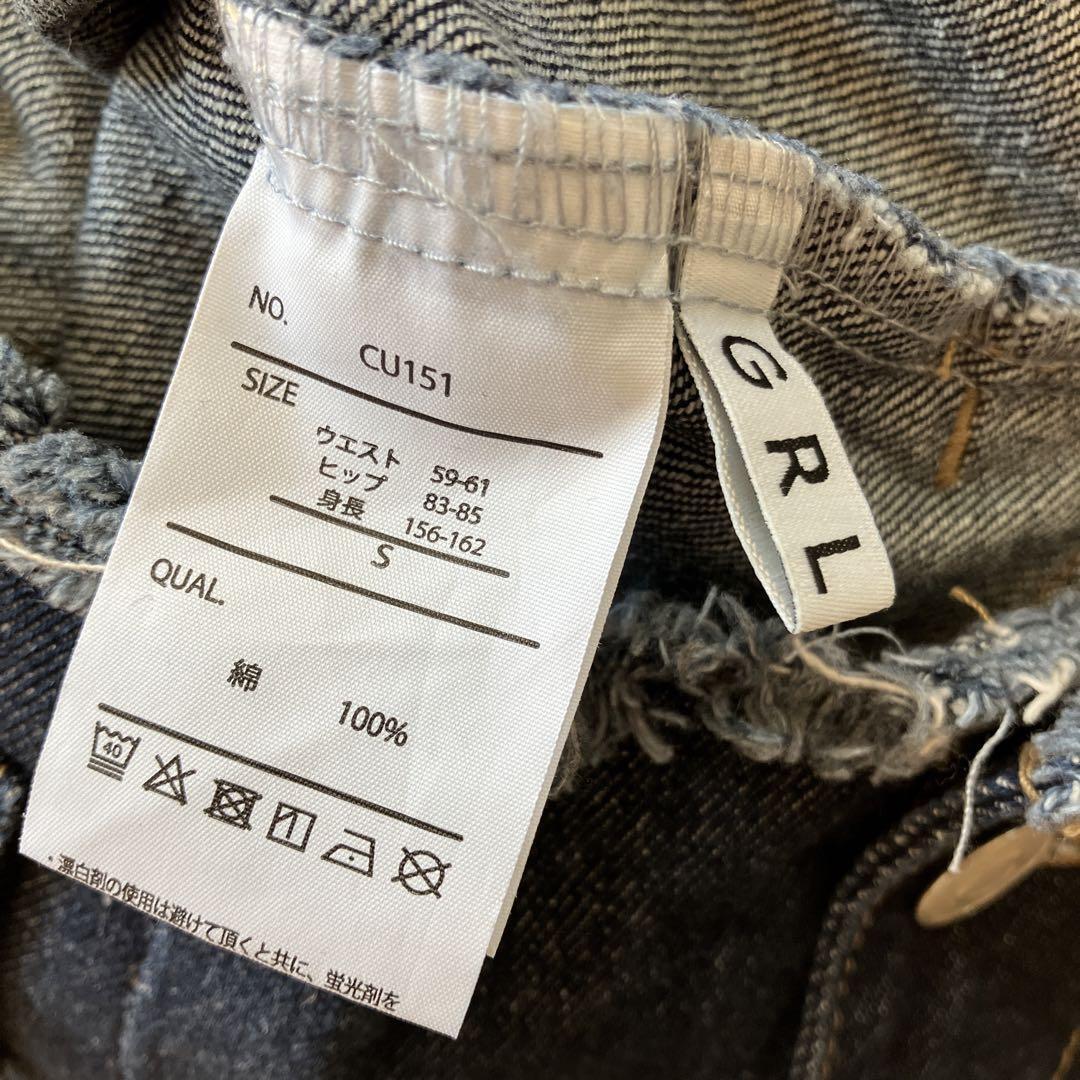 NO.
CU151
SIZE
ウエスト 59-61
ヒップ 83-85
身長 156-162
S
QUAL.
綿 100%
40
・漂白剤の使用は避けて頂くと共に、蛍光剤を
GRL